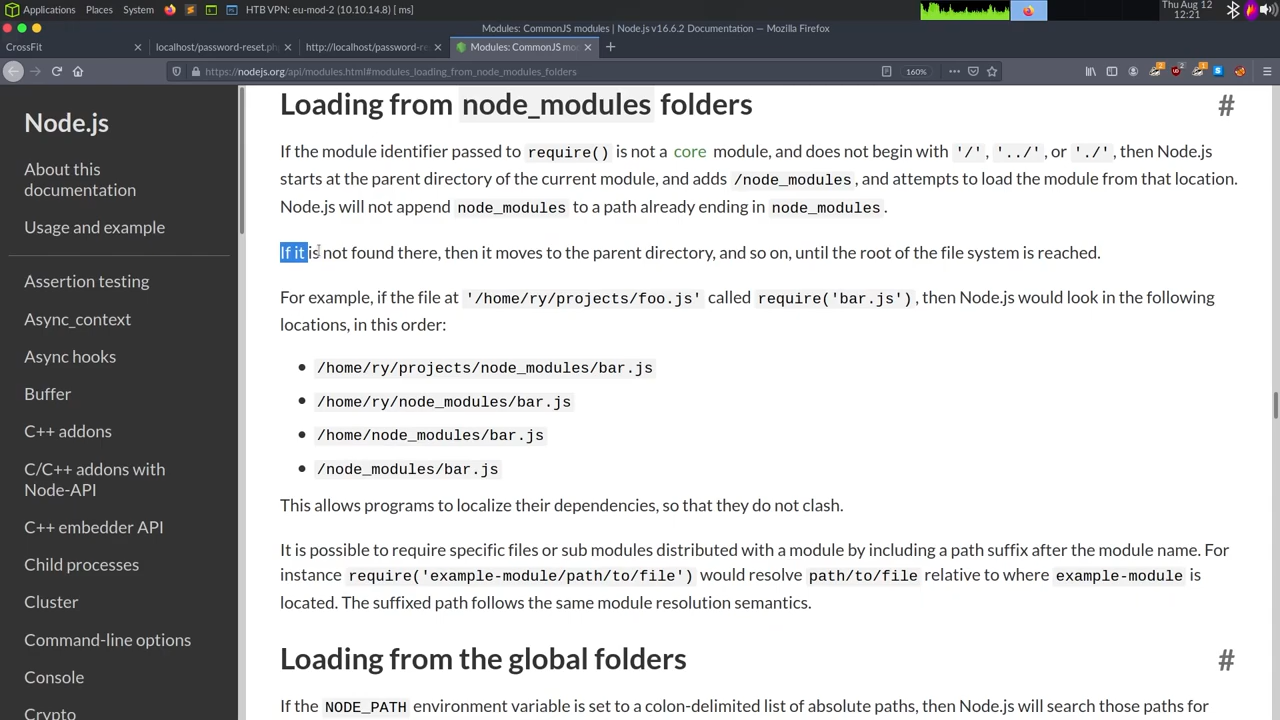 Applications Places System HTB VPN: eu-mod-2 (10.10.14.8) [ms] Thu Aug 12
12:21
Modules: CommonJS modules | Node.js v16.6.2 Documentation — Mozilla Firefox
CrossFit × localhost/password-reset.ph × http://localhost/password-re × Modules: CommonJS mo ×
https://nodejs.org/api/modules.html#modules_loading_from_node_modules_folders 160%
Node.js
About this
documentation
Usage and example
Assertion testing
Async_context
Async hooks
Buffer
C++ addons
C/C++ addons with
Node-API
C++ embedder API
Child processes
Cluster
Command-line options
Console
Crypto
Loading from node_modules folders #
If the module identifier passed to require() is not a core module, and does not begin with '/', '../', or './', then Node.js
starts at the parent directory of the current module, and adds /node_modules, and attempts to load the module from that location.
Node.js will not append node_modules to a path already ending in node_modules.
If it is not found there, then it moves to the parent directory, and so on, until the root of the file system is reached.
For example, if the file at '/home/ry/projects/foo.js' called require('bar.js'), then Node.js would look in the following
locations, in this order:
• /home/ry/projects/node_modules/bar.js
• /home/ry/node_modules/bar.js
• /home/node_modules/bar.js
• /node_modules/bar.js
This allows programs to localize their dependencies, so that they do not clash.
It is possible to require specific files or sub modules distributed with a module by including a path suffix after the module name. For
instance require('example-module/path/to/file') would resolve path/to/file relative to where example-module is
located. The suffixed path follows the same module resolution semantics.
Loading from the global folders #
If the NODE_PATH environment variable is set to a colon-delimited list of absolute paths, then Node.js will search those paths for